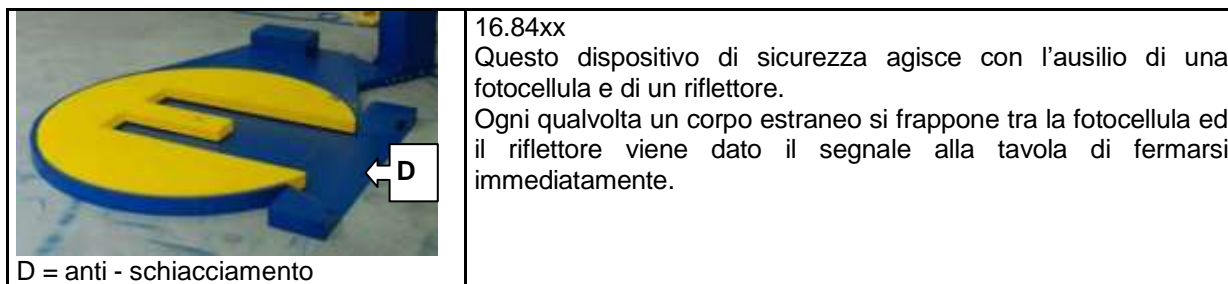 D
D = anti - schiacciamento
16.84xx
Questo dispositivo di sicurezza agisce con l’ausilio di una
fotocellula e di un riflettore.
Ogni qualvolta un corpo estraneo si frappone tra la fotocellula ed
il riflettore viene dato il segnale alla tavola di fermarsi
immediatamente.